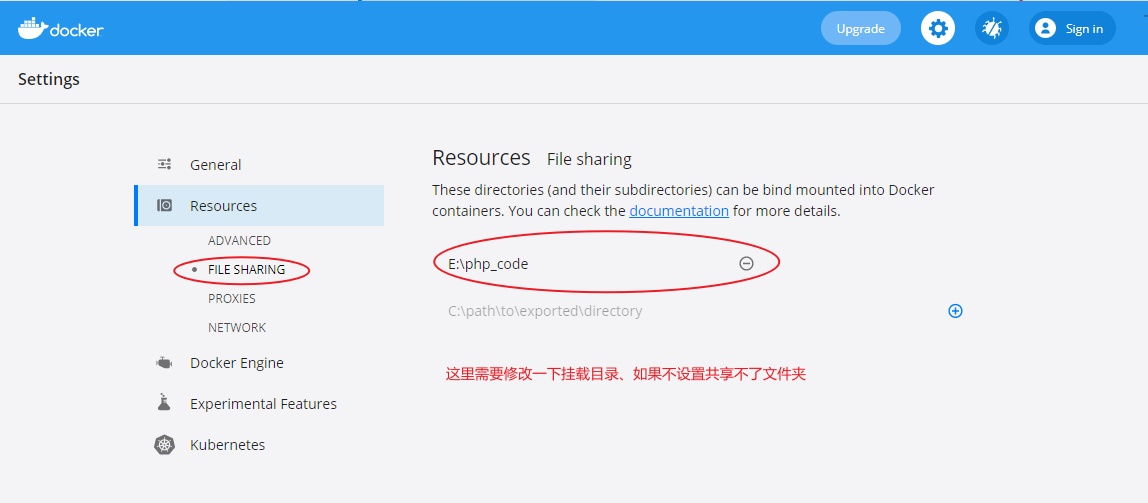 docker
Upgrade
Sign in
Settings
General
Resources
ADVANCED
FILE SHARING
PROXIES
NETWORK
Docker Engine
Experimental Features
Kubernetes
Resources File sharing
These directories (and their subdirectories) can be bind mounted into Docker
containers. You can check the documentation for more details.
E:\php_code
C:\path\to\exported\directory
这里需要修改一下挂载目录、如果不设置共享不了文件夹